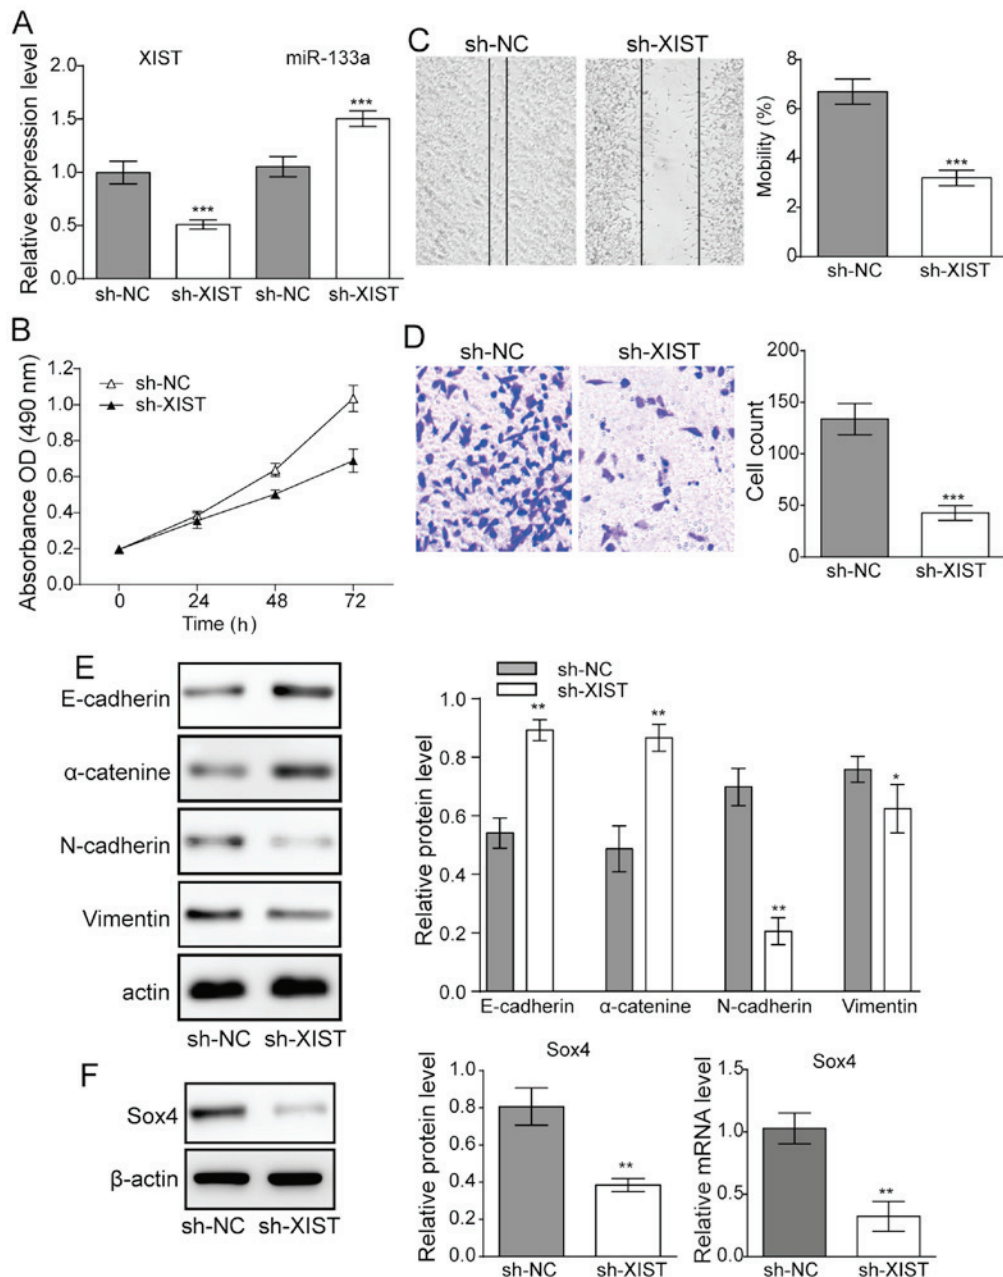 A
XIST
miR-133a
Relative expression level
2.0
1.5
1.0
0.5
0.0
***
***
sh-NC
sh-XIST
sh-NC
sh-XIST
B
Absorbance OD (490 nm)
1.2
1.0
0.8
0.6
0.4
0.2
0.0
sh-NC
sh-XIST
0
24
48
72
Time (h)
C
sh-NC
sh-XIST
Mobility (%)
8
6
4
2
0
***
sh-NC
sh-XIST
D
sh-NC
sh-XIST
Cell count
200
150
100
50
0
***
sh-NC
sh-XIST
E
E-cadherin
α-catenine
N-cadherin
Vimentin
actin
sh-NC
sh-XIST
sh-NC
sh-XIST
Relative protein level
1.0
0.8
0.6
0.4
0.2
0.0
**
**
**
*
E-cadherin
α-catenine
N-cadherin
Vimentin
F
Sox4
β-actin
sh-NC
sh-XIST
Sox4
Relative protein level
1.0
0.8
0.6
0.4
0.2
0.0
**
sh-NC
sh-XIST
Sox4
Relative mRNA level
1.5
1.0
0.5
0.0
**
sh-NC
sh-XIST